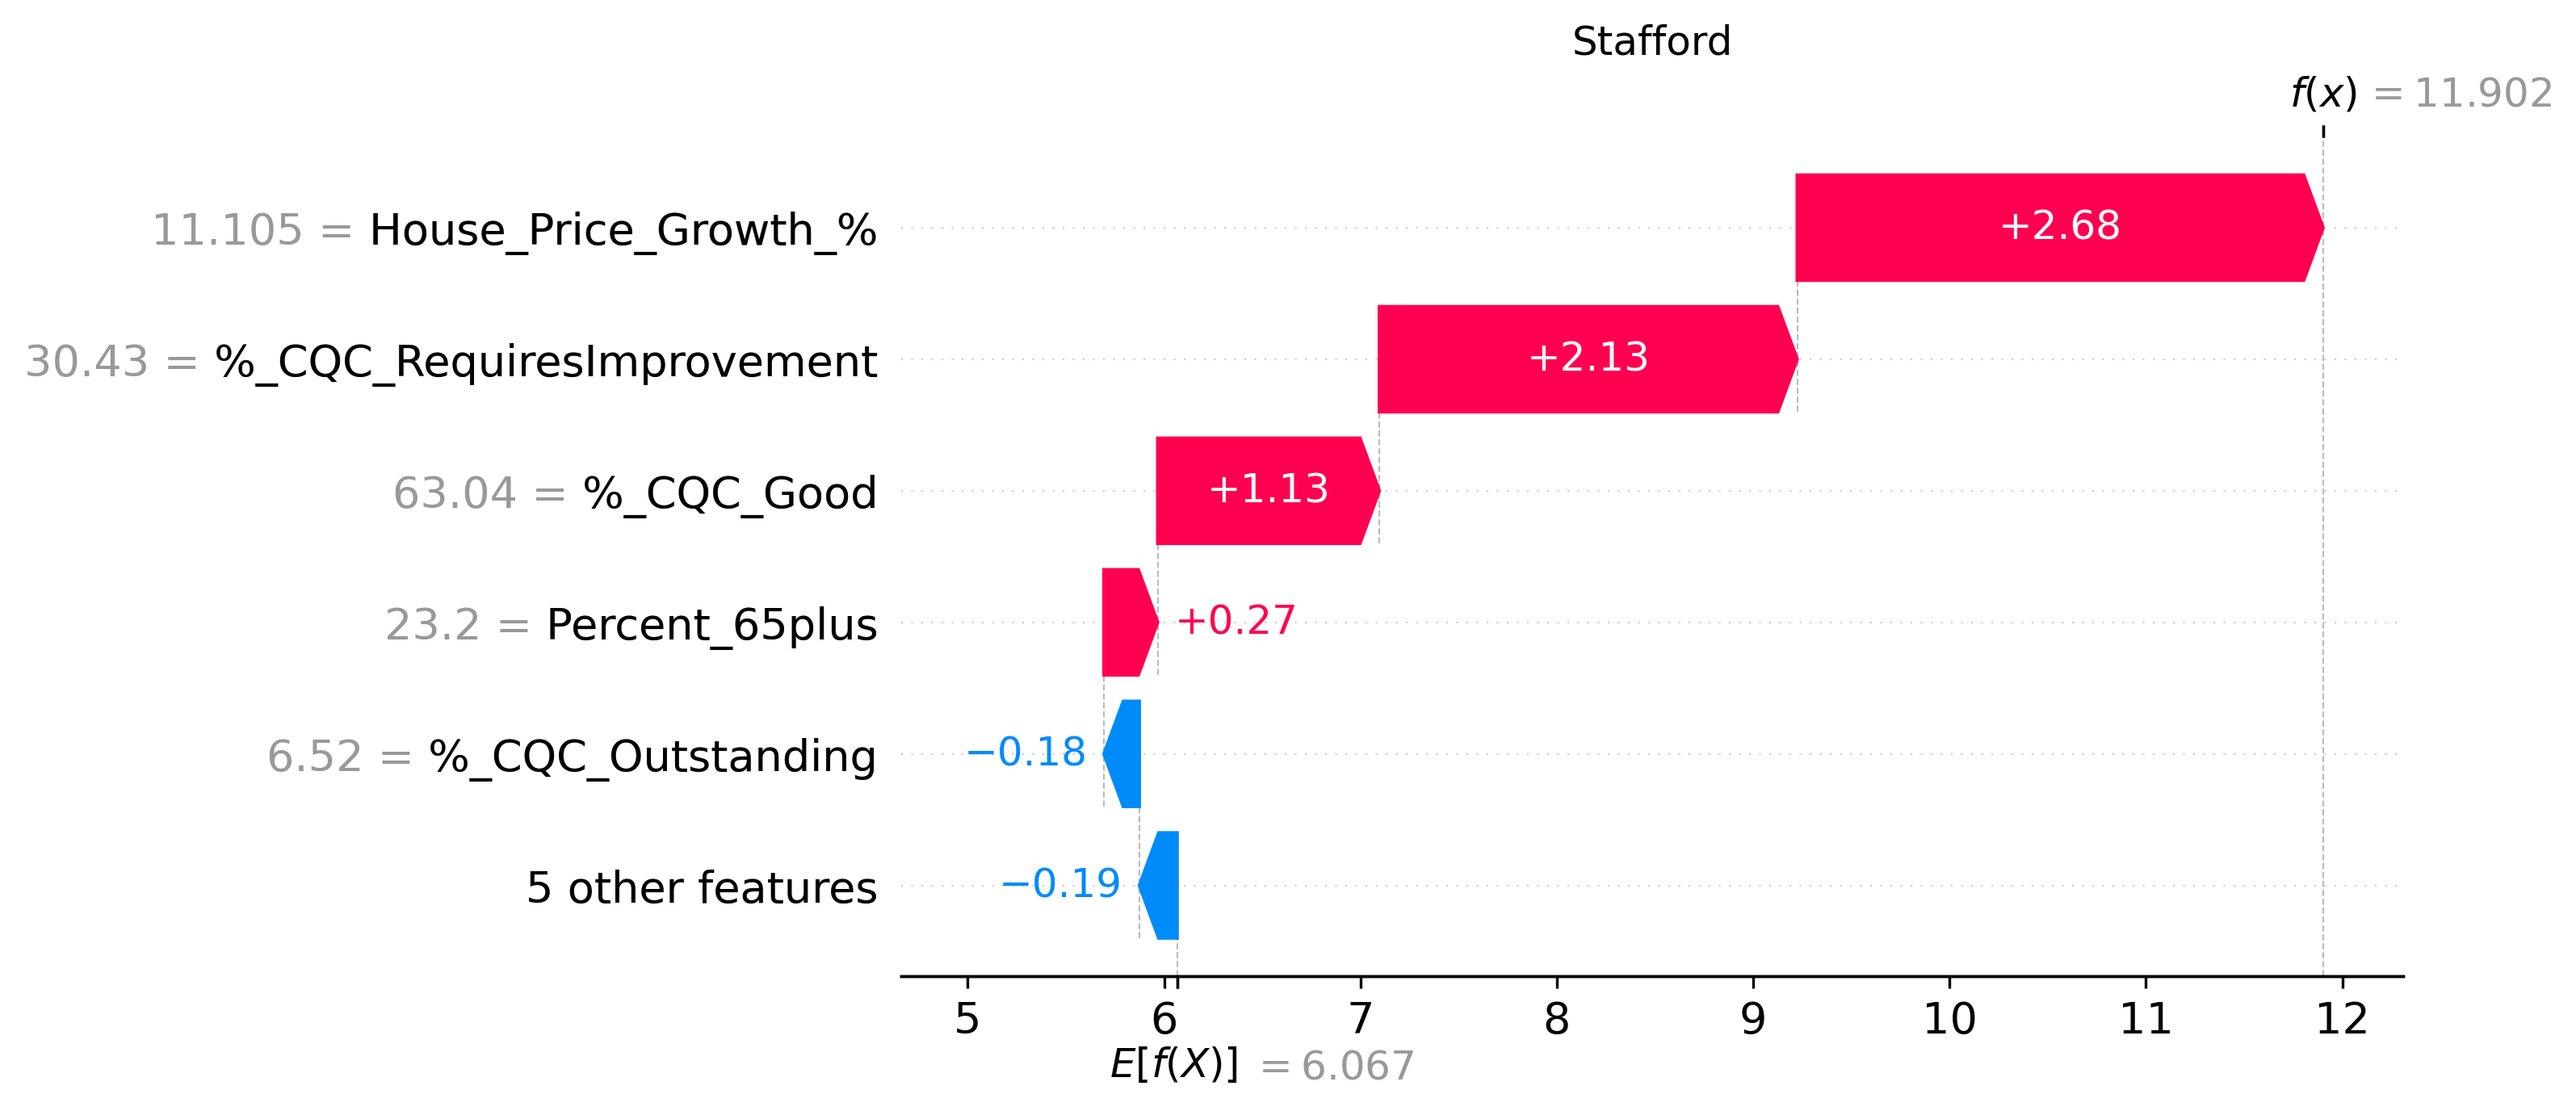 Stafford
f(x) = 11.902
11.105 = House_Price_Growth_% +2.68
30.43 = %_CQC_RequiresImprovement +2.13
63.04 = %_CQC_Good +1.13
23.2 = Percent_65plus +0.27
6.52 = %_CQC_Outstanding −0.18
5 other features −0.19
5 6 7 8 9 10 11 12
E[f(X)] = 6.067